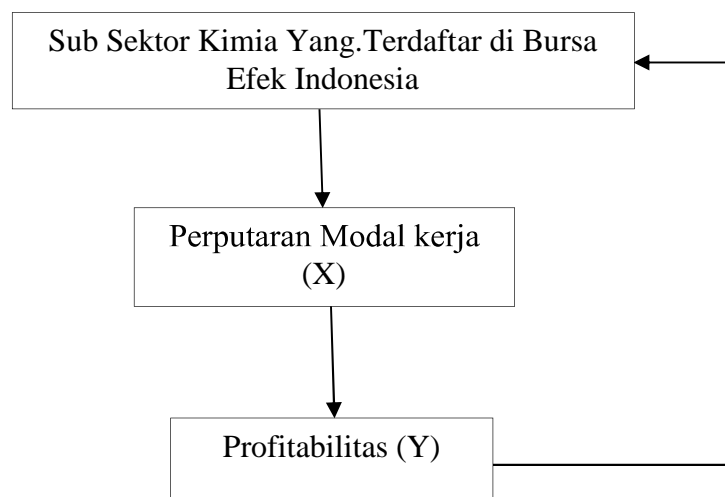 Sub Sektor Kimia Yang.Terdaftar di Bursa
Efek Indonesia
Perputaran Modal kerja
(X)
Profitabilitas (Y)